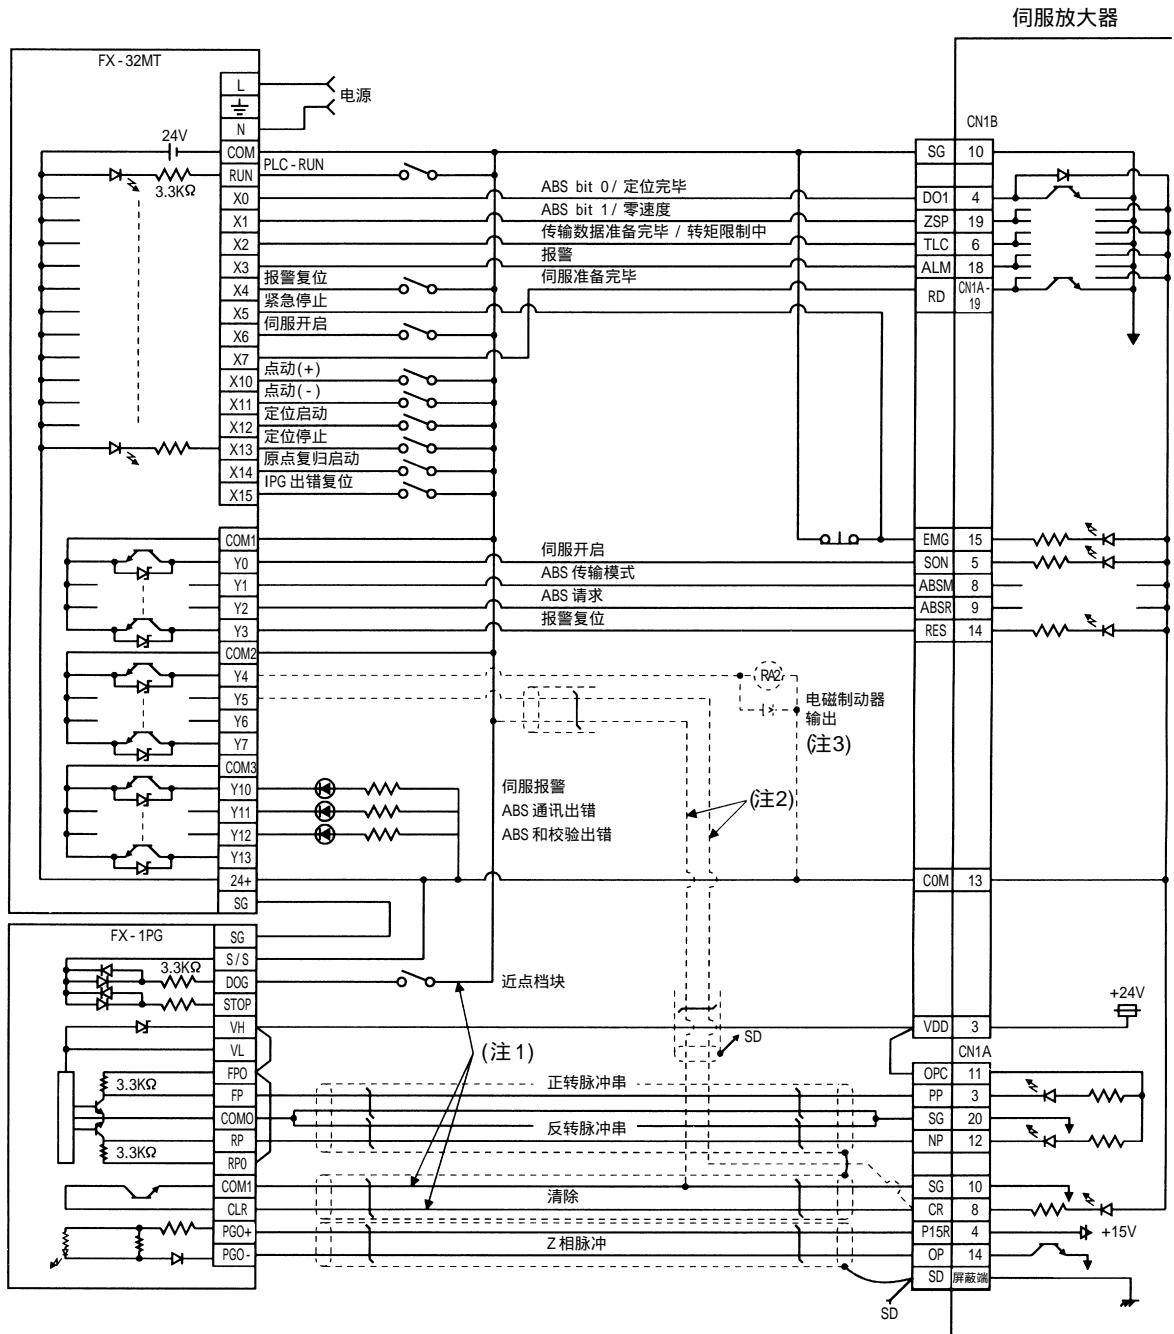 伺服放大器
FX-32MT
L
电源
N
CN1B
24V
COM
PLC-RUN
SG 10
RUN
3.3KΩ
ABS bit 0 / 定位完毕
X0
DO1 4
ABS bit 1 / 零速度
X1
ZSP 19
传输数据准备完毕 / 转矩限制中
X2
TLC 6
报警
X3
ALM 18
报警复位
伺服准备完毕
X4
RD CN1A-19
紧急停止
X5
伺服开启
X6
X7
点动(+)
X10
点动(-)
X11
定位启动
X12
定位停止
X13
原点复归启动
X14
IPG 出错复位
X15
COM1
EMG 15
伺服开启
Y0
SON 5
ABS 传输模式
Y1
ABSM 8
ABS 请求
Y2
ABSR 9
报警复位
Y3
RES 14
COM2
Y4
RA2
Y5
电磁制动器
输出
Y6
(注3)
Y7
COM3
Y10
伺服报警
(注2)
Y11
ABS 通讯出错
Y12
ABS 和校验出错
Y13
24+
COM 13
SG
FX-1PG
SG
S/S
3.3KΩ
DOG
近点档块
STOP
+24V
VH
VDD 3
SD
VL
(注1)
CN1A
FPO
OPC 11
3.3KΩ
正转脉冲串
FP
PP 3
COMO
SG 20
反转脉冲串
RP
NP 12
3.3KΩ
RPO
COM1
SG 10
清除
CLR
CR 8
PGO+
P15R 4
+15V
Z 相脉冲
PGO-
OP 14
SD 屏蔽端
SD